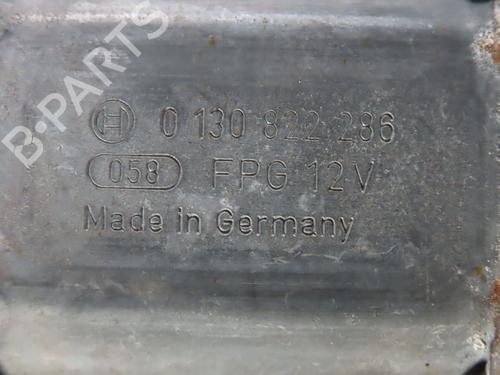 B-PARTS
0 130 822 286
058 FPG 12V
Made in Germany